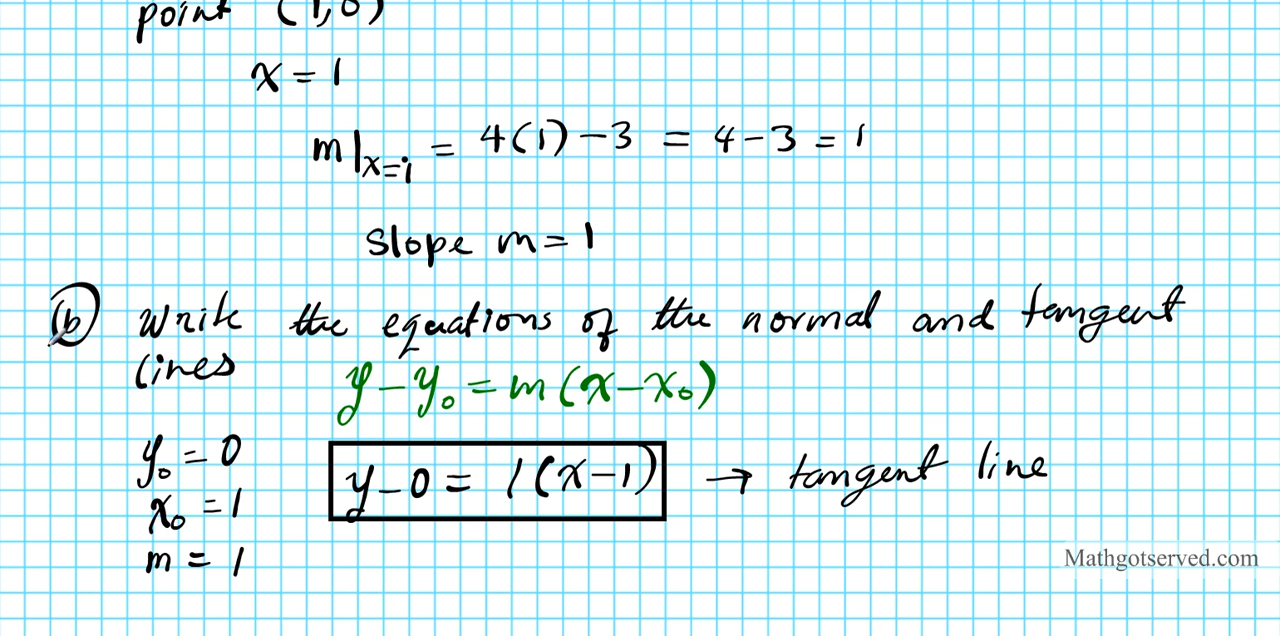 point (1,0)
x = 1
m|x=1 = 4(1) - 3 = 4 - 3 = 1
slope m = 1
(b) Write the equations of the normal and tangent
lines
y - y₀ = m(x - x₀)
y₀ = 0
y - 0 = 1(x - 1) → tangent line
x₀ = 1
m = 1
Mathgotserved.com